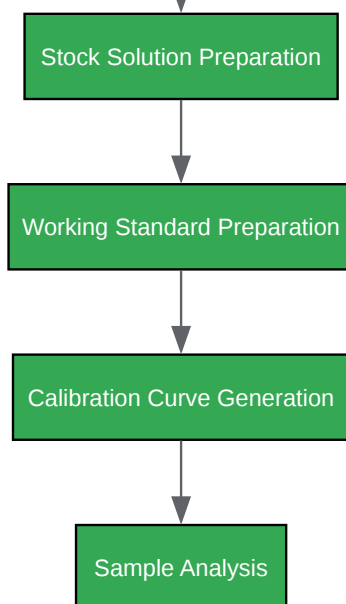 Stock Solution Preparation
Working Standard Preparation
Calibration Curve Generation
Sample Analysis